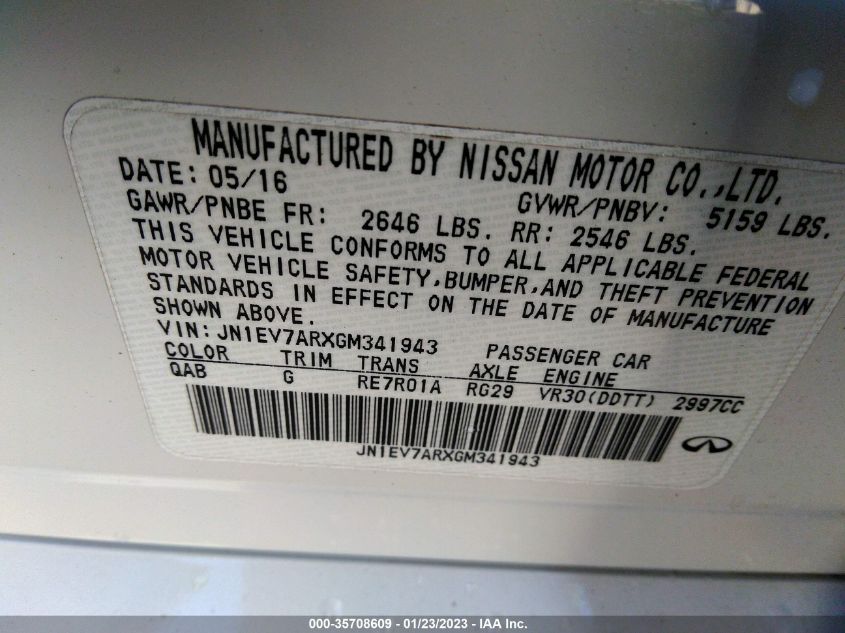 MANUFACTURED BY NISSAN MOTOR CO.,LTD.
DATE: 05/16 GVWR/PNBV: 5159 LBS.
GAWR/PNBE FR: 2646 LBS. RR: 2546 LBS.
THIS VEHICLE CONFORMS TO ALL APPLICABLE FEDERAL
MOTOR VEHICLE SAFETY,BUMPER,AND THEFT PREVENTION
STANDARDS IN EFFECT ON THE DATE OF MANUFACTURE
SHOWN ABOVE.
VIN:JN1EV7ARXGM341943 PASSENGER CAR
COLOR TRIM TRANS AXLE ENGINE
QAB G RE7R01A RG29 VR30(DDTT) 2997CC
JN1EV7ARXGM341943
000-35708609 - 01/23/2023 - IAA Inc.